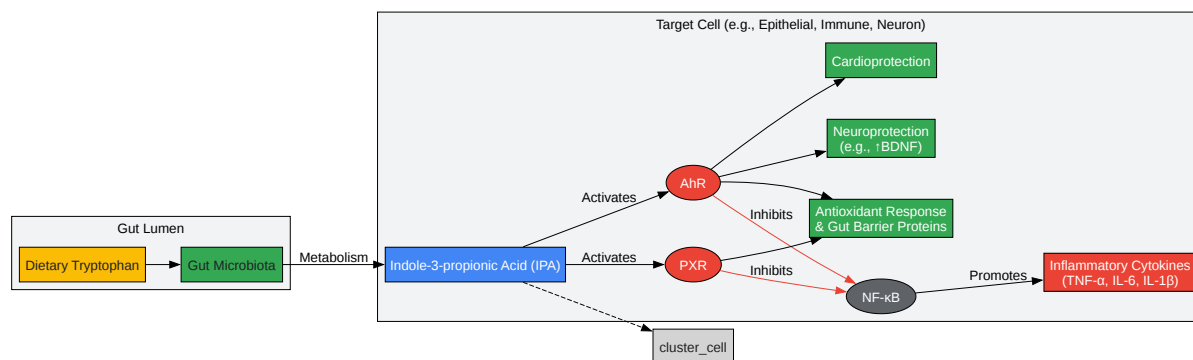 Target Cell (e.g., Epithelial, Immune, Neuron)
Cardioprotection
Neuroprotection
(e.g., ↑BDNF)
AhR
Activates
Antioxidant Response
& Gut Barrier Proteins
Inhibits
Gut Lumen
Dietary Tryptophan
Gut Microbiota
Metabolism
Indole-3-propionic Acid (IPA)
Activates
PXR
Inhibits
NF-κB
Promotes
Inflammatory Cytokines
(TNF-α, IL-6, IL-1β)
cluster_cell